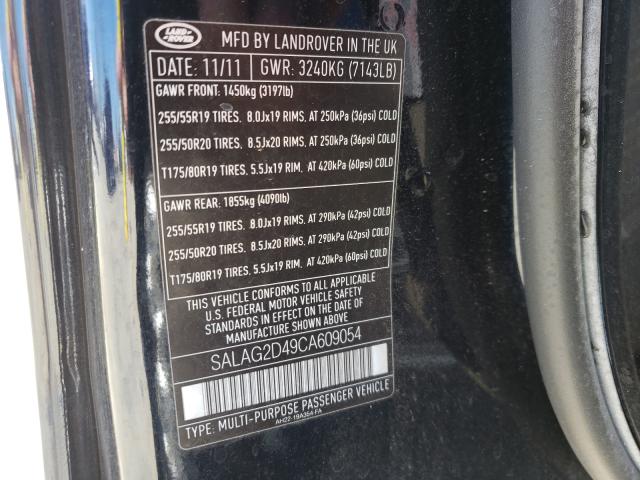 LAND ROVER
MFD BY LANDROVER IN THE UK
DATE: 11/11 GWR: 3240KG (7143LB)
GAWR FRONT: 1450kg (3197lb)
255/55R19 TIRES, 8.0Jx19 RIMS, AT 250kPa (36psi) COLD
255/50R20 TIRES, 8.5Jx20 RIMS, AT 250kPa (36psi) COLD
T175/80R19 TIRES, 5.5Jx19 RIM, AT 420kPa (60psi) COLD
GAWR REAR: 1855kg (4090lb)
255/55R19 TIRES, 8.0Jx19 RIMS, AT 290kPa (42psi) COLD
255/50R20 TIRES, 8.5Jx20 RIMS, AT 290kPa (42psi) COLD
T175/80R19 TIRES, 5.5Jx19 RIM, AT 420kPa (60psi) COLD
THIS VEHICLE CONFORMS TO ALL APPLICABLE
U.S. FEDERAL MOTOR VEHICLE SAFETY
STANDARDS IN EFFECT ON THE DATE OF
MANUFACTURE SHOWN ABOVE.
SALAG2D49CA609054
TYPE: MULTI-PURPOSE PASSENGER VEHICLE
AH22-19A354-FA